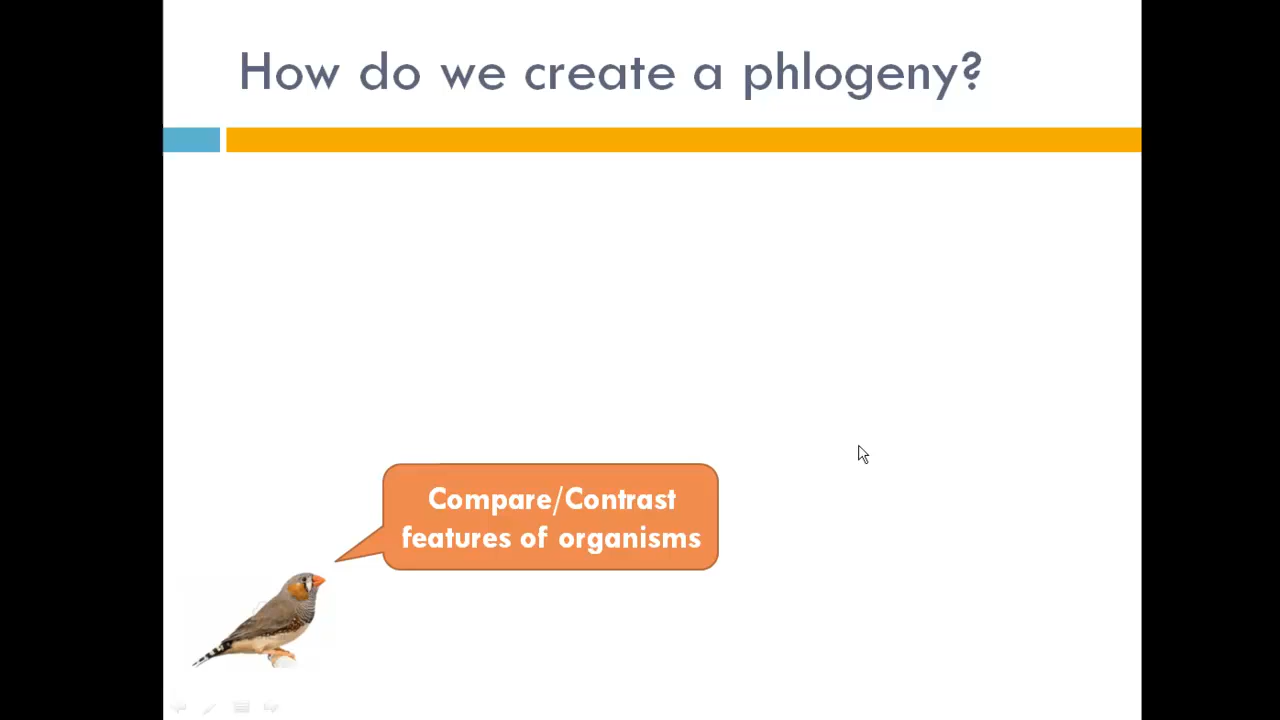 How do we create a phlogeny?
Compare/Contrast
features of organisms